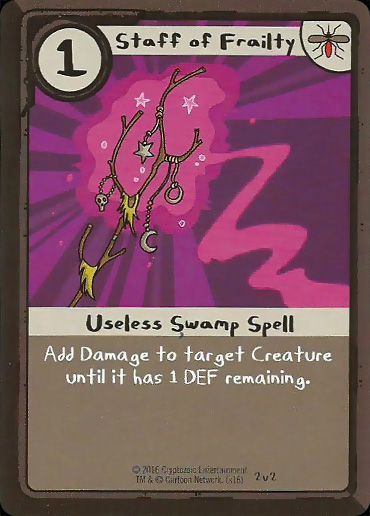 1
Staff of Frailty
Useless Swamp Spell
Add Damage to target Creature
until it has 1 DEF remaining.
© 2016 Cryptozoic Entertainment
TM & © Cartoon Network. (s16)
2v2